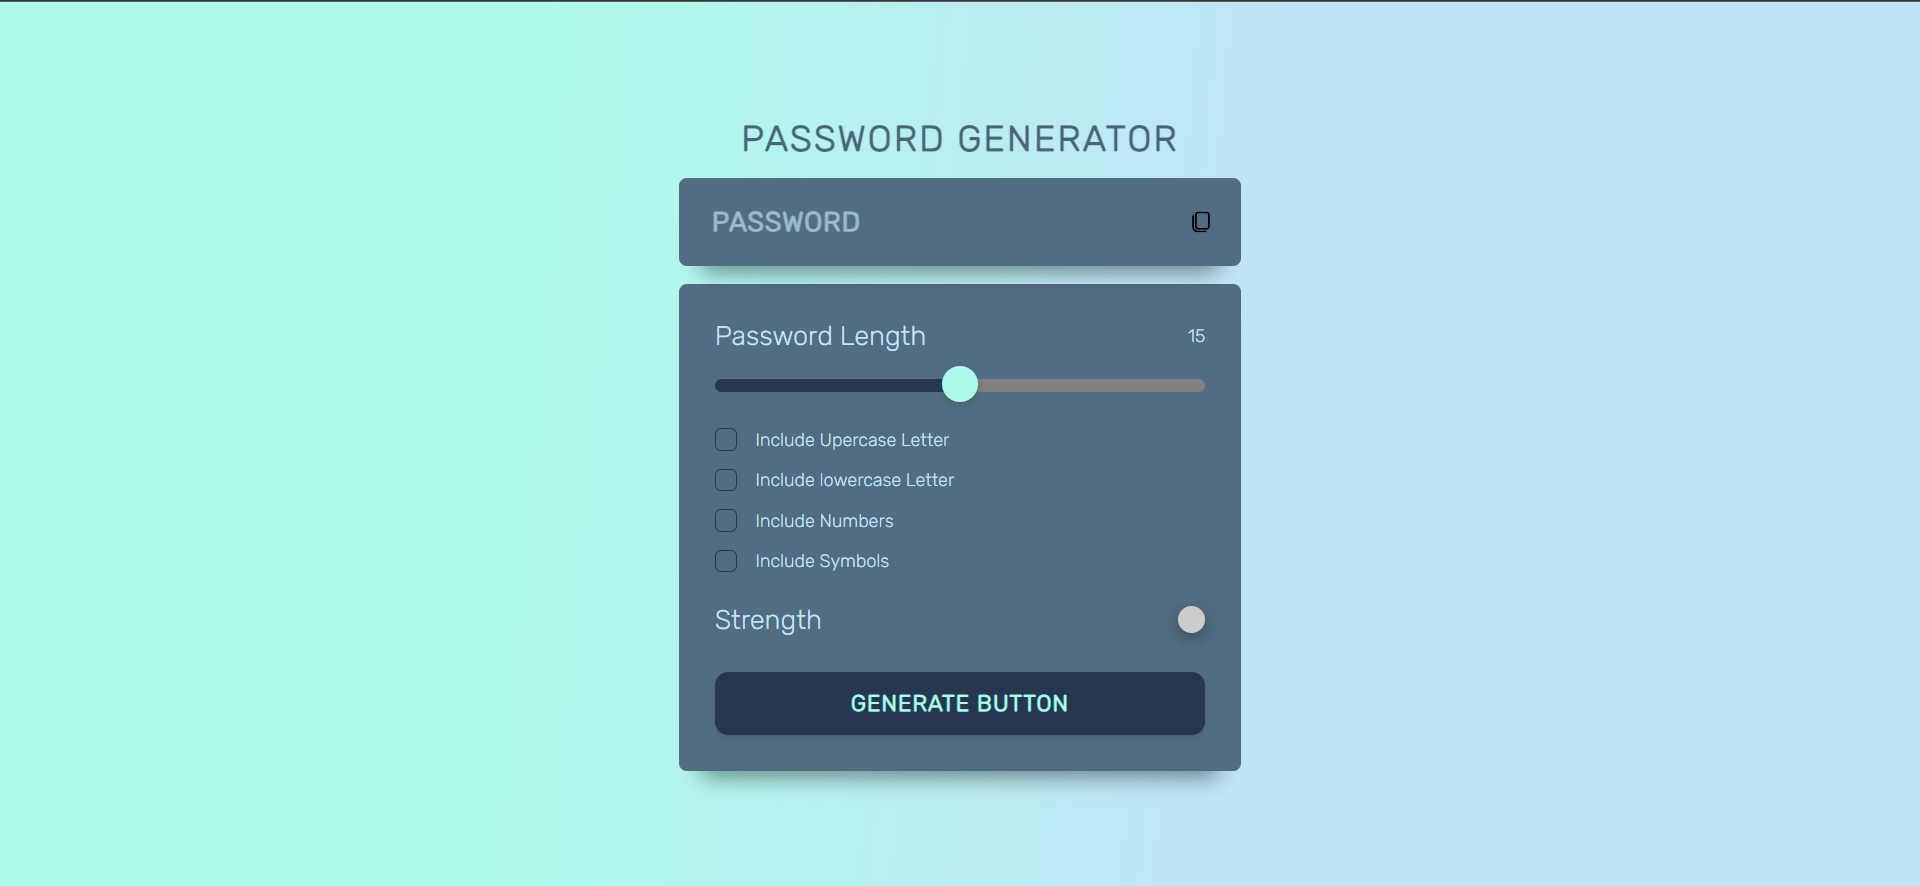 PASSWORD GENERATOR
PASSWORD
Password Length 15
Include Upercase Letter
Include lowercase Letter
Include Numbers
Include Symbols
Strength
GENERATE BUTTON